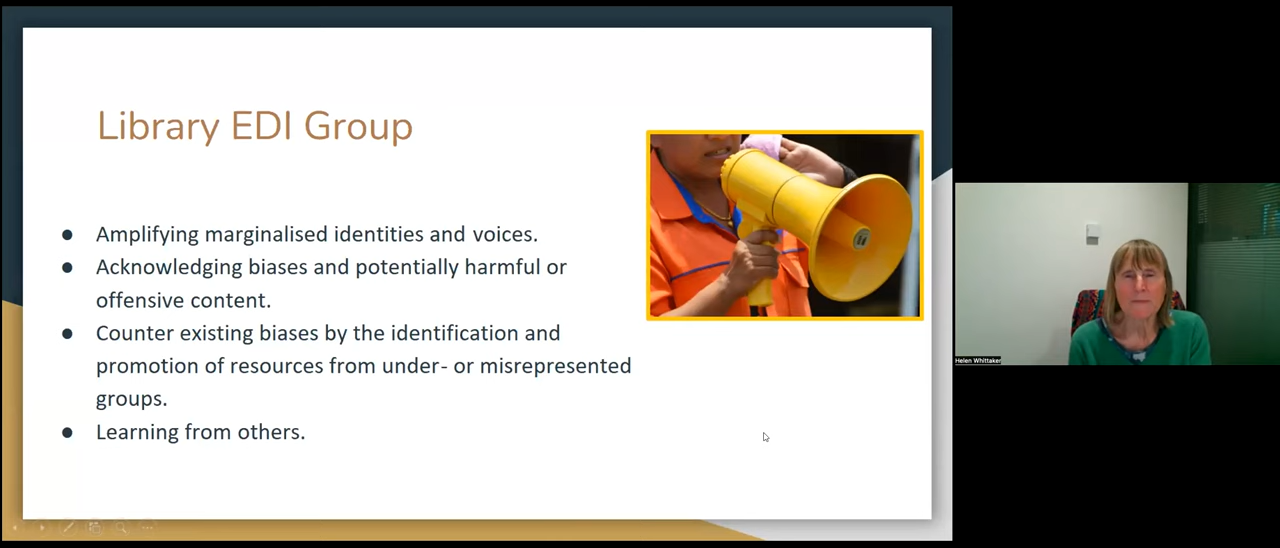 Library EDI Group
● Amplifying marginalised identities and voices.
● Acknowledging biases and potentially harmful or
offensive content.
● Counter existing biases by the identification and
promotion of resources from under- or misrepresented
groups.
● Learning from others.
Helen Whittaker